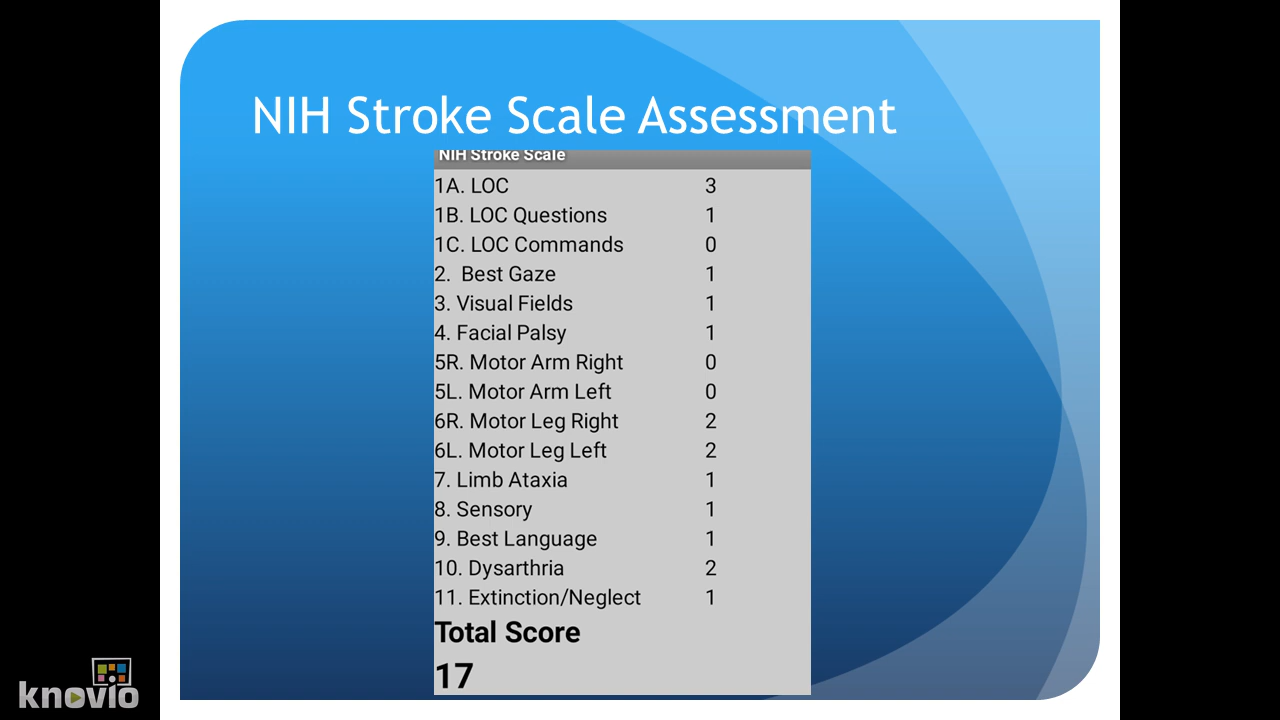 NIH Stroke Scale Assessment
NIH Stroke Scale
1A. LOC 3
1B. LOC Questions 1
1C. LOC Commands 0
2. Best Gaze 1
3. Visual Fields 1
4. Facial Palsy 1
5R. Motor Arm Right 0
5L. Motor Arm Left 0
6R. Motor Leg Right 2
6L. Motor Leg Left 2
7. Limb Ataxia 1
8. Sensory 1
9. Best Language 1
10. Dysarthria 2
11. Extinction/Neglect 1
Total Score
17
knovio